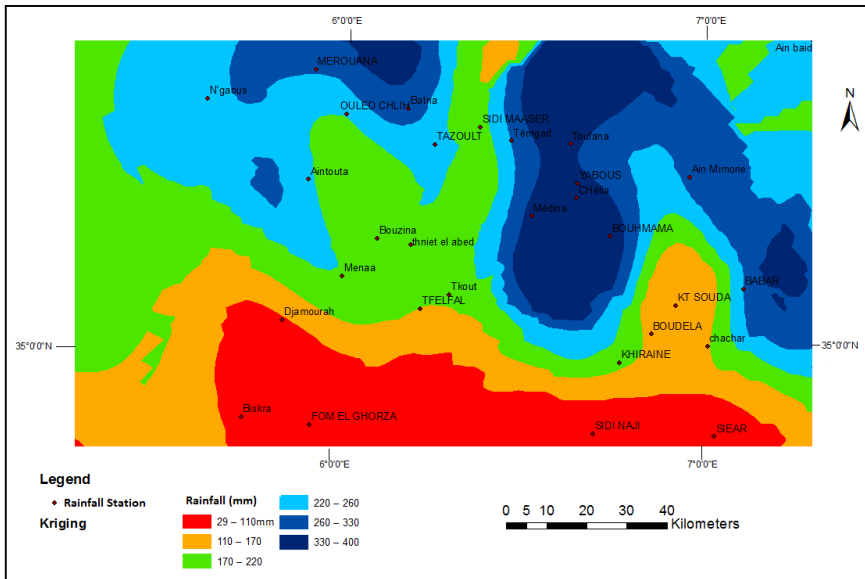 6°0'0"E 7°0'0"E
Ain baid
MEROUANA
N'gaous
Batna
OULED CHLIH
SIDI MAASER
TAZOULT
Témgad
Toufana
N
Aintouta
YABOUS
Ain Mimone
CHélia
Médina
Bouzina
thniet el abed
BOUHMAMA
Menaa
Tkout
BABAR
TFELFAL
KT SOUDA
Djamourah
BOUDELA
35°0'0"N chachar 35°0'0"N
KHIRAINE
Biskra
FOM EL GHORZA
SIDI NAJI
SIEAR
6°0'0"E 7°0'0"E
Legend
Rainfall Station
Kriging
Rainfall (mm)
29 – 110mm
110 – 170
170 – 220
220 – 260
260 – 330
330 – 400
0 5 10 20 30 40
Kilometers